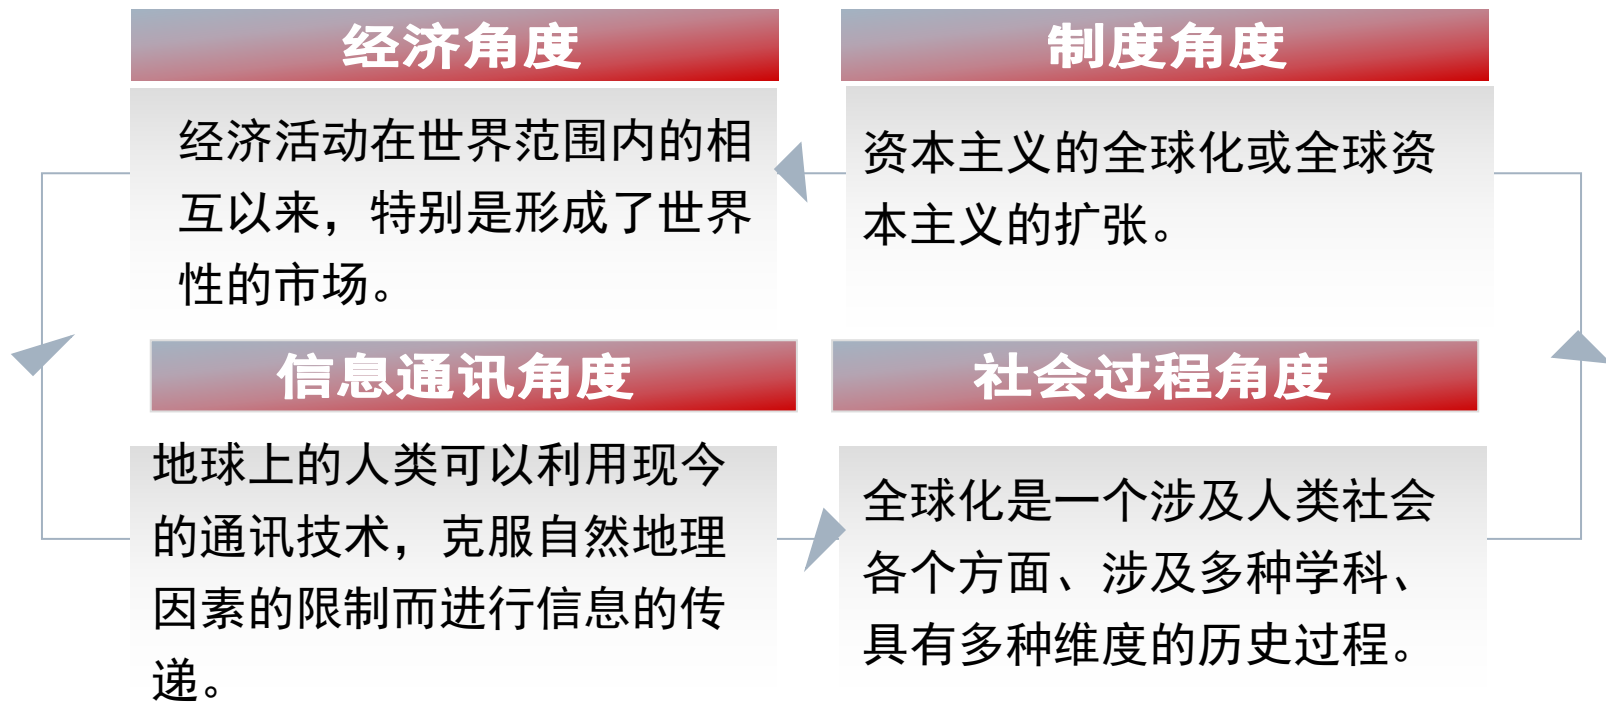 经济角度
经济活动在世界范围内的相
互以来，特别是形成了世界
性的市场。
制度角度
资本主义的全球化或全球资
本主义的扩张。
信息通讯角度
地球上的人类可以利用现今
的通讯技术，克服自然地理
因素的限制而进行信息的传
递。
社会过程角度
全球化是一个涉及人类社会
各个方面、涉及多种学科、
具有多种维度的历史过程。